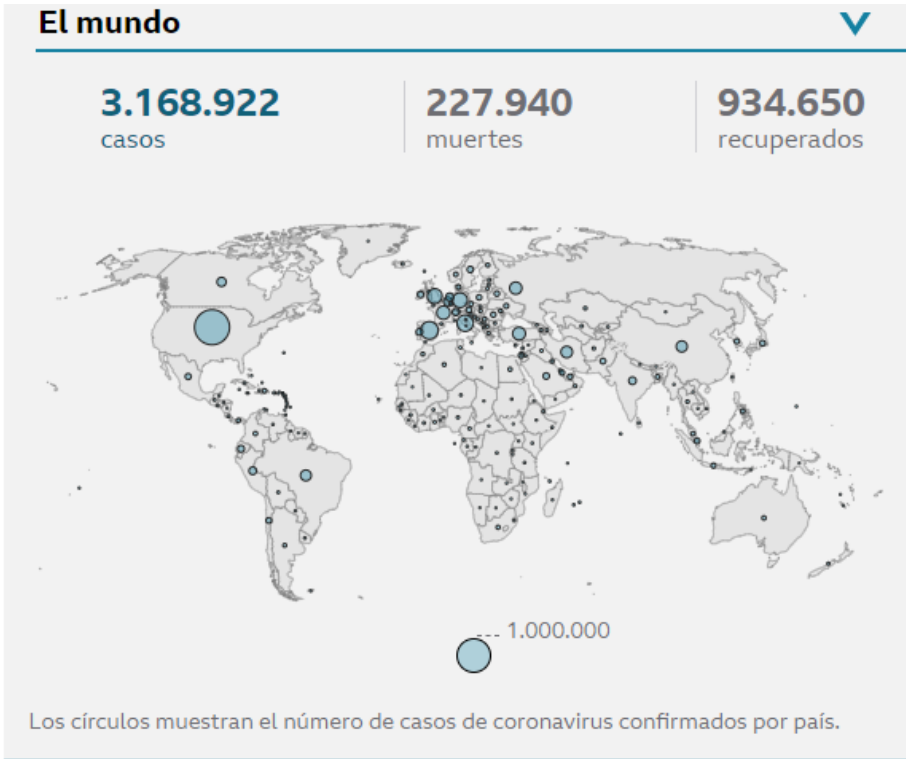 El mundo
3.168.922 227.940 934.650
casos muertes recuperados
1.000.000
Los círculos muestran el número de casos de coronavirus confirmados por país.